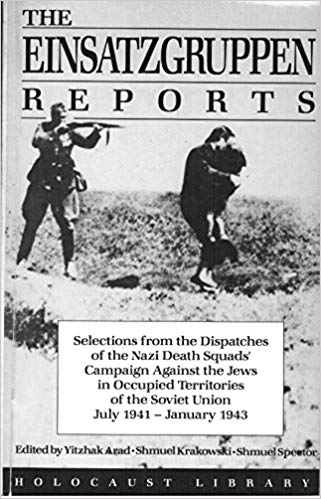 THE
EINSATZGRUPPEN
REPORTS
Selections from the Dispatches
of the Nazi Death Squads'
Campaign Against the Jews
in Occupied Territories
of the Soviet Union
July 1941 – January 1943
Edited by Yitzhak Arad - Shmuel Krakowski - Shmuel Spector
HOLOCAUST LIBRARY